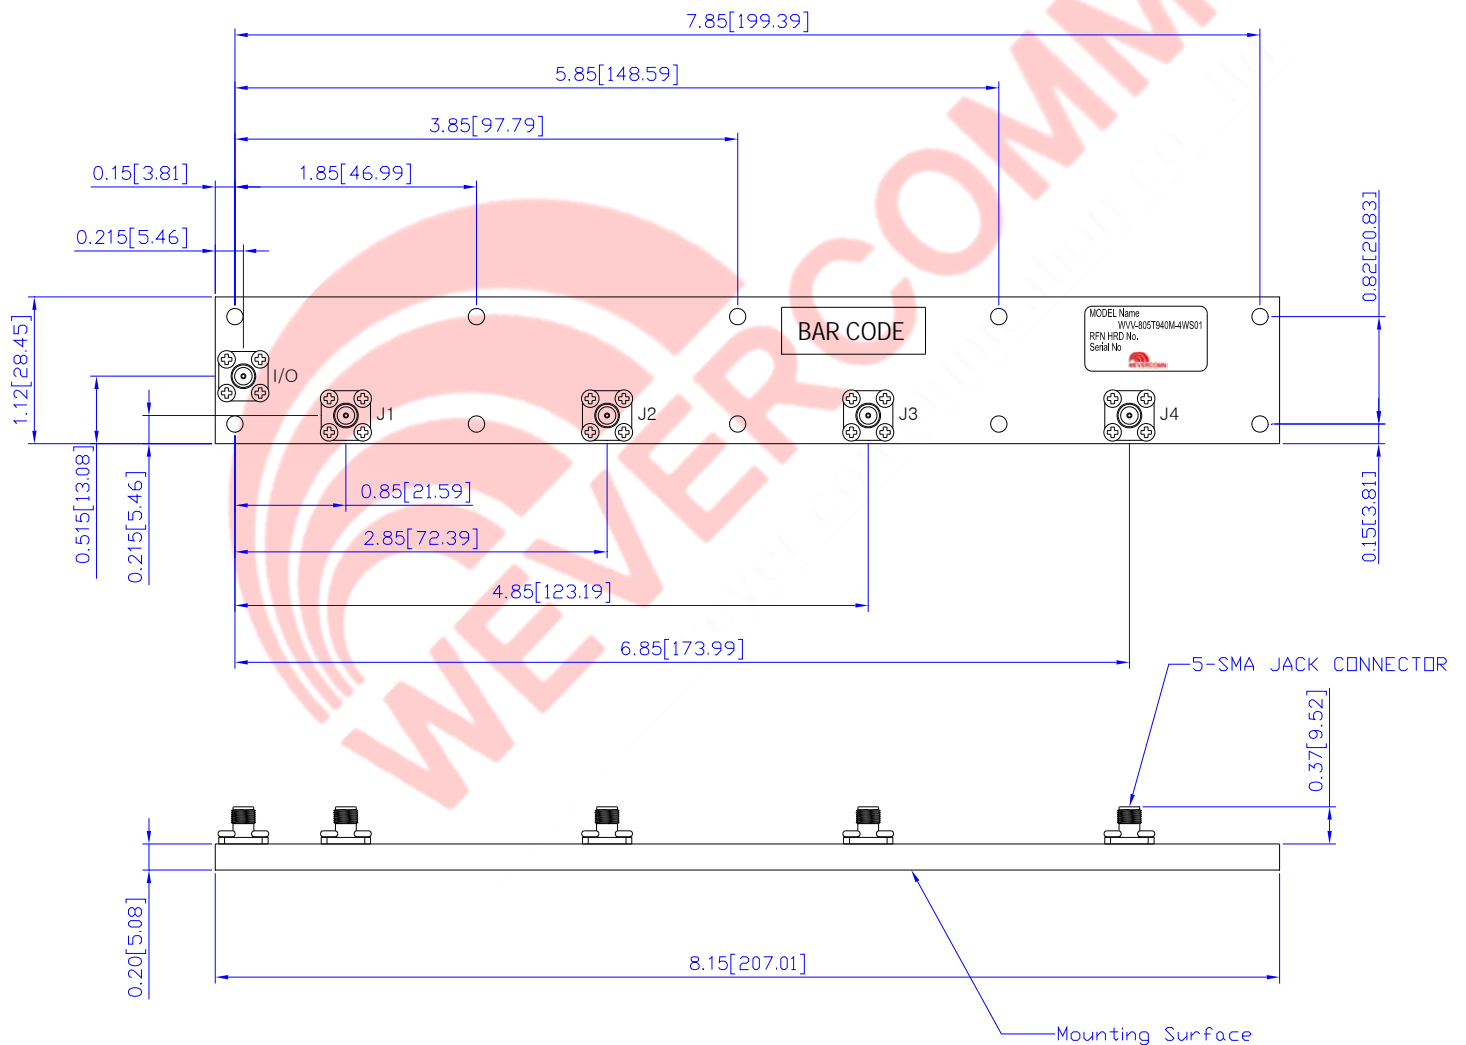 7.85[199.39]
5.85[148.59]
3.85[97.79]
0.15[3.81]
1.85[46.99]
0.215[5.46]
0.82[20.83]
1.12[28.45]
BAR CODE
MODEL Name
WVV-805T940M-4WS01
RFN HRD No.
Serial No
WEVERCOMM
I/O
J1
J2
J3
J4
0.515[13.08]
0.215[5.46]
0.15[3.81]
0.85[21.59]
2.85[72.39]
4.85[123.19]
6.85[173.99]
5-SMA JACK CONNECTOR
0.37[9.52]
0.20[5.08]
8.15[207.01]
Mounting Surface
WEVERCOMM